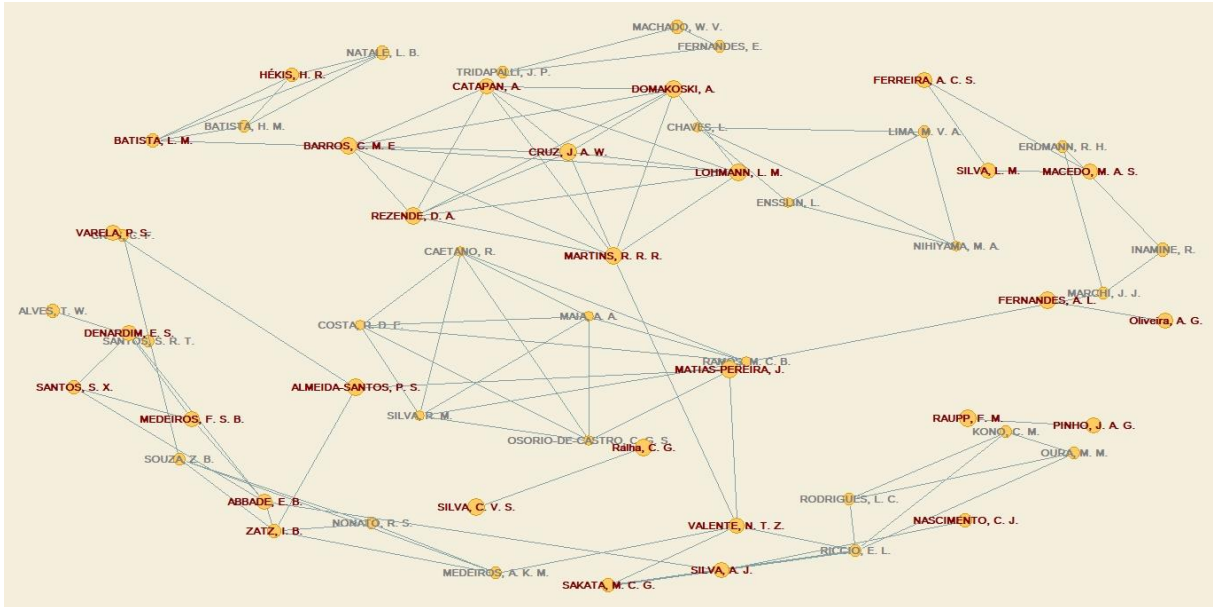 MACHADO, W. V.
FERNANDES, E.
NATALE, L. B.
HÉKIS, H. R.
TRIDAPALLI, J. P.
CATAPAN, A.
DOMAKOSKI, A.
FERREIRA, A. C. S.
BATISTA, H. M.
BATISTA, L. M.
BARROS, C. M. E
CHAVES, L.
LIMA, M. V. A.
ERDMANN, R. H.
CRUZ, J. A. W.
LOHMANN, L. M.
SILVA, L. M.
MACEDO, M. A. S.
ENSSLIN, L.
REZENDE, D. A.
VARELA, P. S.
CAETANO, R.
MARTINS, R. R. R.
NIHIYAMA, M. A.
INAMINE, R.
MARCHI, J. J.
FERNANDES, A. L.
ALVES, T. W.
Oliveira, A. G.
COSTA, R. D. F.
MAIA, A. A.
DENARDIM, E. S.
SANTOS, S. R. T.
RAMOS, M. C. B.
MATIAS-PEREIRA, J.
SANTOS, S. X.
ALMEIDA-SANTOS, P. S.
MEDEIROS, F. S. B.
SILVA, R. M.
RAUPP, F. M.
PINHO, J. A. G.
KONO, C. M.
OSORIO-DE-CASTRO, C. G. S.
Ralha, C. G.
OURA, M. M.
SOUZA, Z. B.
ABBADE, E. B.
SILVA, C. V. S.
RODRIGUES, L. C.
NONATO, R. S.
ZATZ, I. B.
VALENTE, N. T. Z.
NASCIMENTO, C. J.
RICCIO, E. L.
MEDEIROS, A. K. M.
SILVA, A. J.
SAKATA, M. C. G.